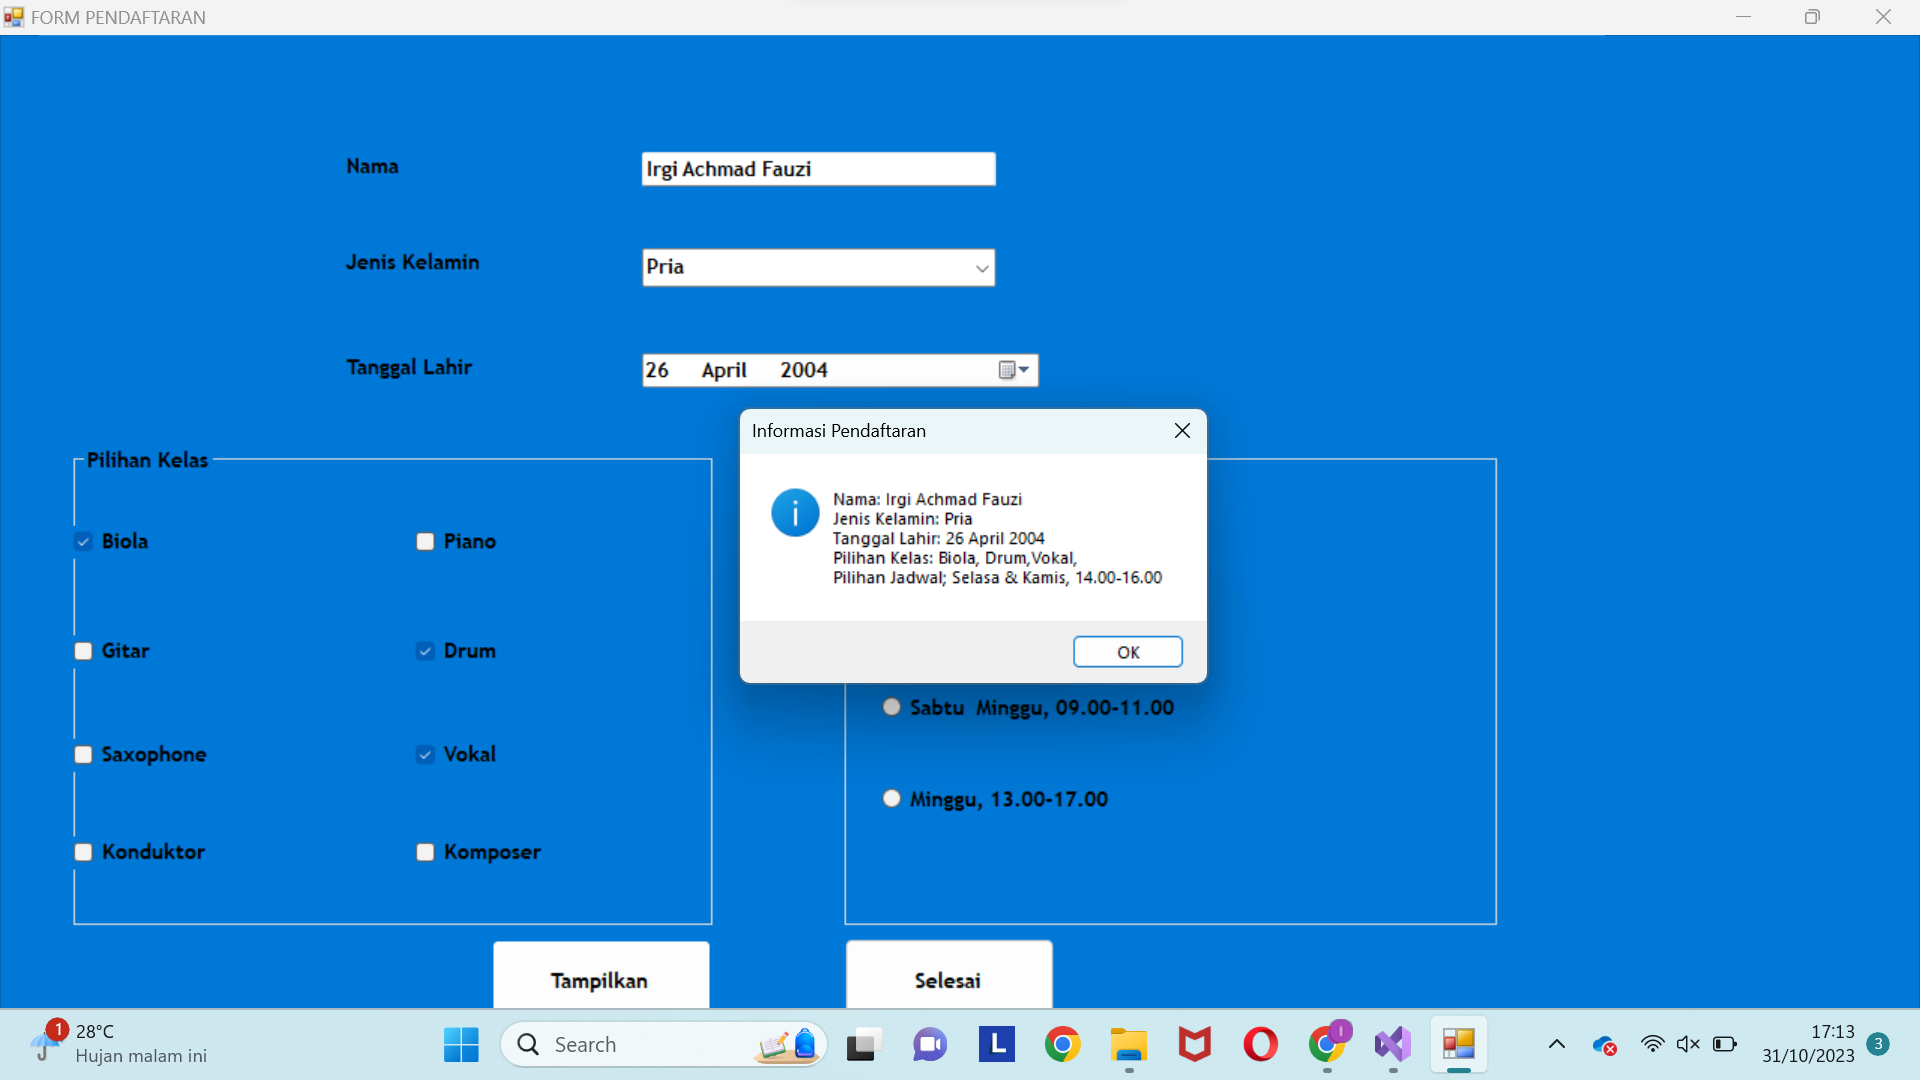 FORM PENDAFTARAN
Nama
Irgi Achmad Fauzi
Jenis Kelamin
Pria
Tanggal Lahir
26 April 2004
Informasi Pendaftaran
Nama: Irgi Achmad Fauzi
Jenis Kelamin: Pria
Tanggal Lahir: 26 April 2004
Pilihan Kelas: Biola, Drum,Vokal,
Pilihan Jadwal; Selasa & Kamis, 14.00-16.00
OK
Pilihan Kelas
Biola
Piano
Gitar
Drum
Saxophone
Vokal
Konduktor
Komposer
Sabtu Minggu, 09.00-11.00
Minggu, 13.00-17.00
Tampilkan
Selesai
1
28°C
Hujan malam ini
Search
L
I
17:13
31/10/2023
3